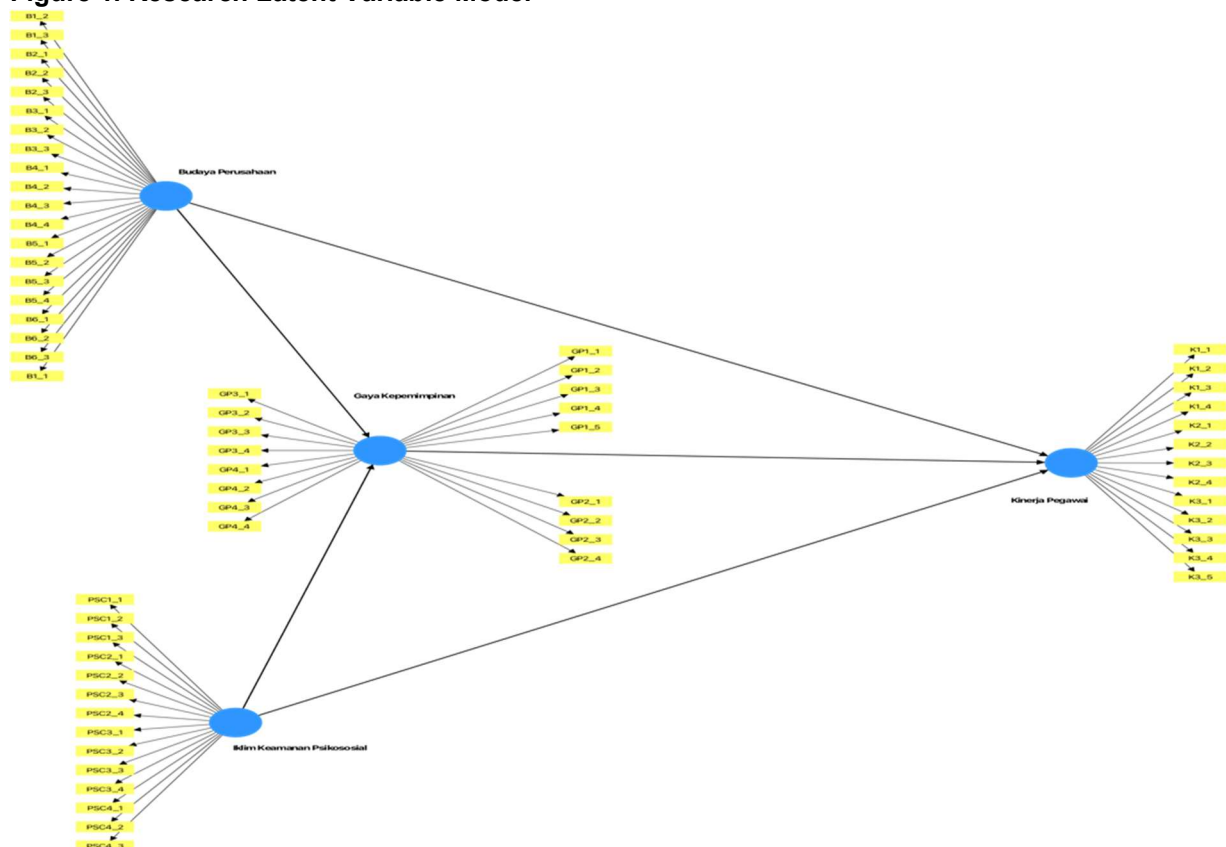 Figure 1. Research Latent Variable Model
B1_2
B1_3
B2_1
B2_2
B2_3
B3_1
B3_2
B3_3
B4_1
B4_2
B4_3
B4_4
B5_1
B5_2
B5_3
B5_4
B6_1
B6_2
B6_3
B1_1
Budaya Perusahaan
Gaya Kepemimpinan
GP3_1
GP3_2
GP3_3
GP3_4
GP4_1
GP4_2
GP4_3
GP4_4
GP1_1
GP1_2
GP1_3
GP1_4
GP1_5
GP2_1
GP2_2
GP2_3
GP2_4
K1_1
K1_2
K1_3
K1_4
K2_1
K2_2
K2_3
K2_4
K3_1
K3_2
K3_3
K3_4
K3_5
Kinerja Pegawai
PSC1_1
PSC1_2
PSC1_3
PSC2_1
PSC2_2
PSC2_3
PSC2_4
PSC3_1
PSC3_2
PSC3_3
PSC3_4
PSC4_1
PSC4_2
PSC4_3
Iklim Keamanan Psikososial